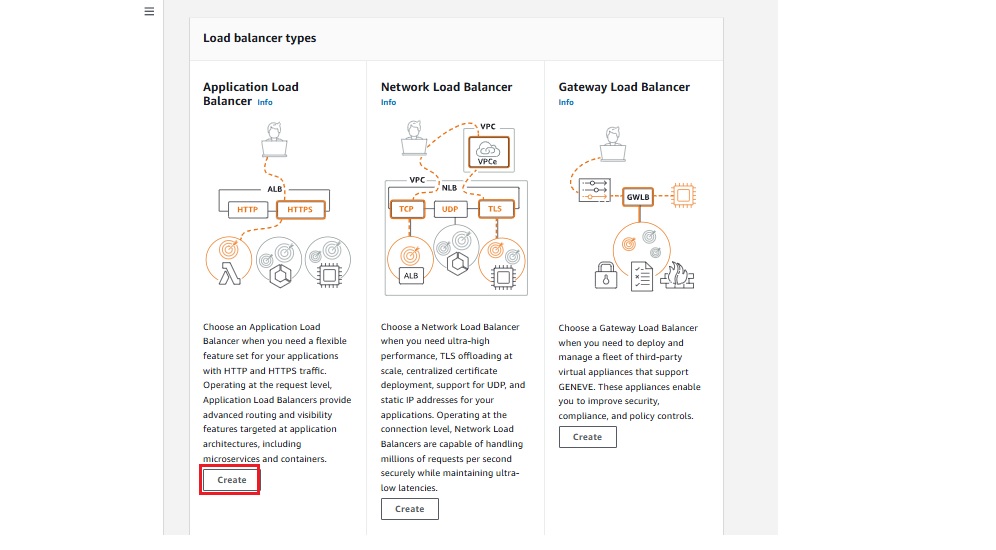 Load balancer types
Application Load
Balancer Info
ALB
HTTP HTTPS
Choose an Application Load
Balancer when you need a flexible
feature set for your applications
with HTTP and HTTPS traffic.
Operating at the request level,
Application Load Balancers provide
advanced routing and visibility
features targeted at application
architectures, including
microservices and containers.
Create
Network Load Balancer
Info
VPC
VPCe
VPC
NLB
TCP UDP TLS
ALB
Choose a Network Load Balancer
when you need ultra-high
performance, TLS offloading at
scale, centralized certificate
deployment, support for UDP, and
static IP addresses for your
applications. Operating at the
connection level, Network Load
Balancers are capable of handling
millions of requests per second
securely while maintaining ultra-
low latencies.
Create
Gateway Load Balancer
Info
GWLB
Choose a Gateway Load Balancer
when you need to deploy and
manage a fleet of third-party
virtual appliances that support
GENEVE. These appliances enable
you to improve security,
compliance, and policy controls.
Create